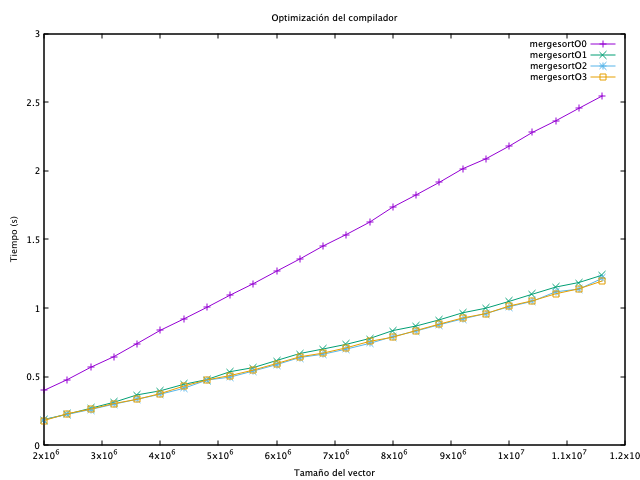 Optimización del compilador
mergesortO0
mergesortO1
mergesortO2
mergesortO3
3
2.5
2
1.5
1
0.5
0
Tiempo (s)
2x10⁶ 3x10⁶ 4x10⁶ 5x10⁶ 6x10⁶ 7x10⁶ 8x10⁶ 9x10⁶ 1x10⁷ 1.1x10⁷ 1.2x10
Tamaño del vector